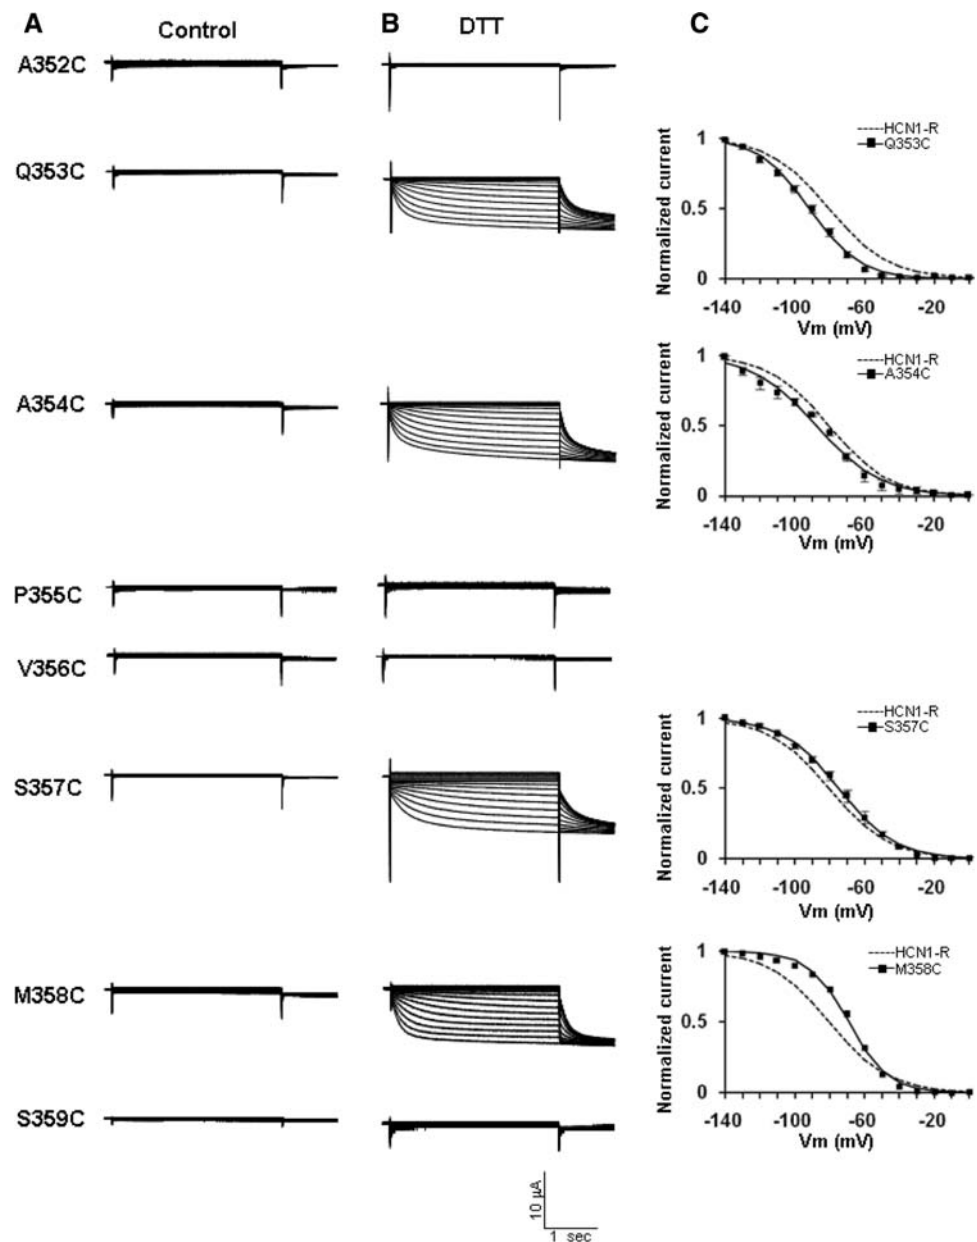 A
B
C
Control
DTT
A352C
Q353C
A354C
P355C
V356C
S357C
M358C
S359C
10 µA
1 sec
Normalized current
1
0.5
0
HCN1-R
Q353C
-140
-100
-60
-20
Vm (mV)
Normalized current
1
0.5
0
HCN1-R
A354C
-140
-100
-60
-20
Vm (mV)
Normalized current
1
0.5
0
HCN1-R
S357C
-140
-100
-60
-20
Vm (mV)
Normalized current
1
0.5
0
HCN1-R
M358C
-140
-100
-60
-20
Vm (mV)